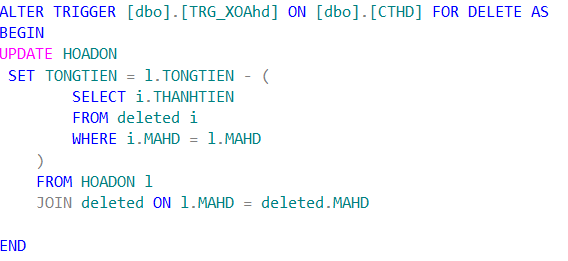 ALTER TRIGGER [dbo].[TRG_XOAhd] ON [dbo].[CTHD] FOR DELETE AS
BEGIN
UPDATE HOADON
SET TONGTIEN = l.TONGTIEN - (
SELECT i.THANHTIEN
FROM deleted i
WHERE i.MAHD = l.MAHD
)
FROM HOADON l
JOIN deleted ON l.MAHD = deleted.MAHD
END